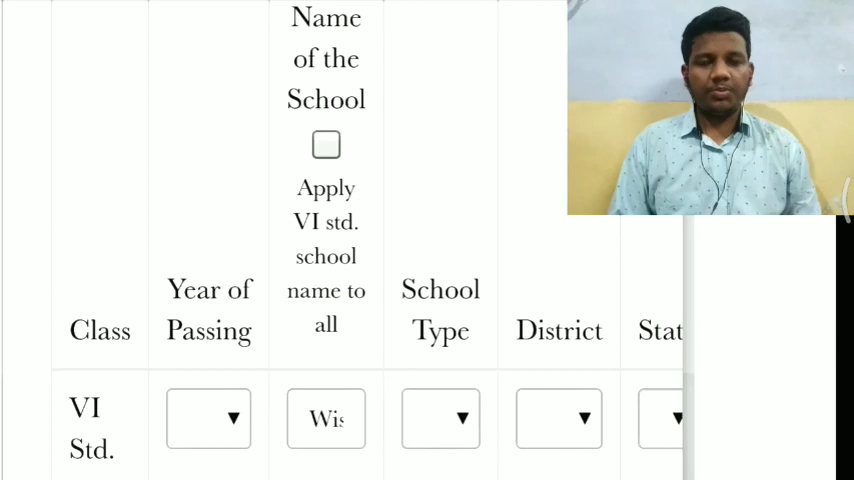 Name
of the
School
Apply
VI std.
school
name to
all
Class
Year of
Passing
School
Type
District
Stat
VI
Std.
Wis